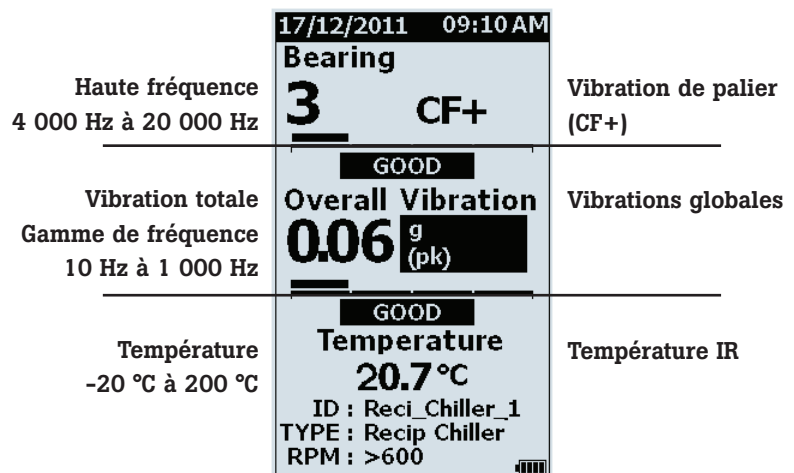 17/12/2011 09:10 AM
Bearing
Haute fréquence
4 000 Hz à 20 000 Hz
3 CF+
Vibration de palier
(CF+)
GOOD
Vibration totale
Gamme de fréquence
10 Hz à 1 000 Hz
Overall Vibration
0.06 g
(pk)
Vibrations globales
GOOD
Température
-20 °C à 200 °C
Temperature
20.7 °C
Température IR
ID : Reci_Chiller_1
TYPE : Recip Chiller
RPM : >600